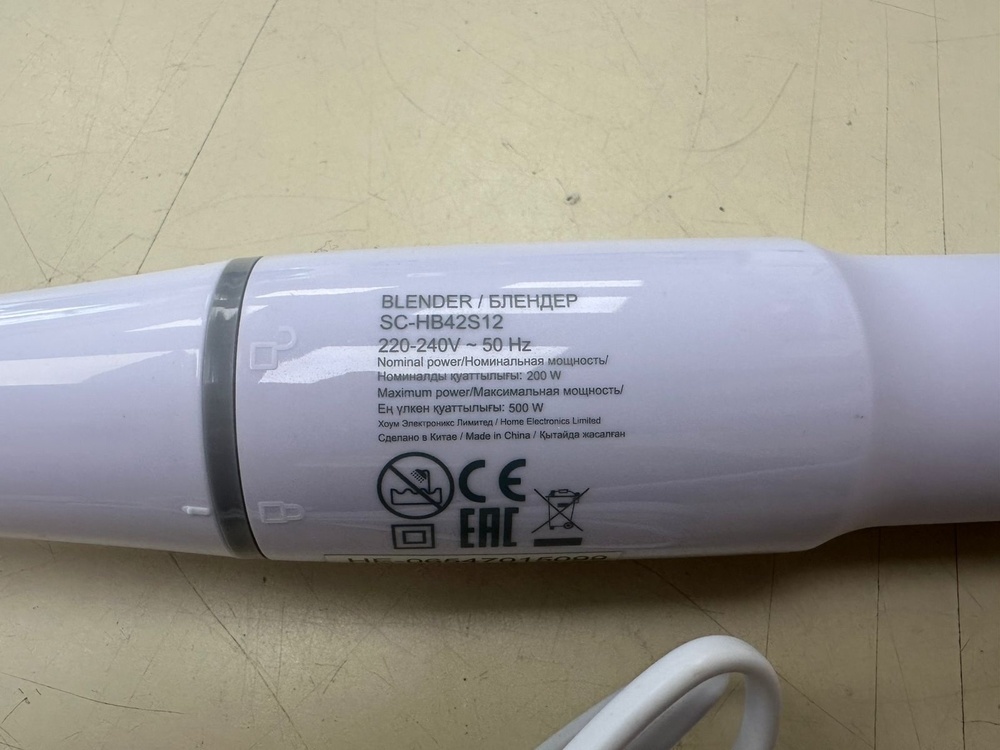 BLENDER / БЛЕНДЕР
SC-HB42S12
220-240V ~ 50 Hz
Nominal power/Номинальная мощность/
Номиналды қуаттылығы: 200 W
Maximum power/Максимальная мощность/
Ең үлкен қуаттылығы: 500 W
Хоум Электроникс Лимитед / Home Electronics Limited
Сделано в Китае / Made in China / Қытайда жасалған
CE
EAC